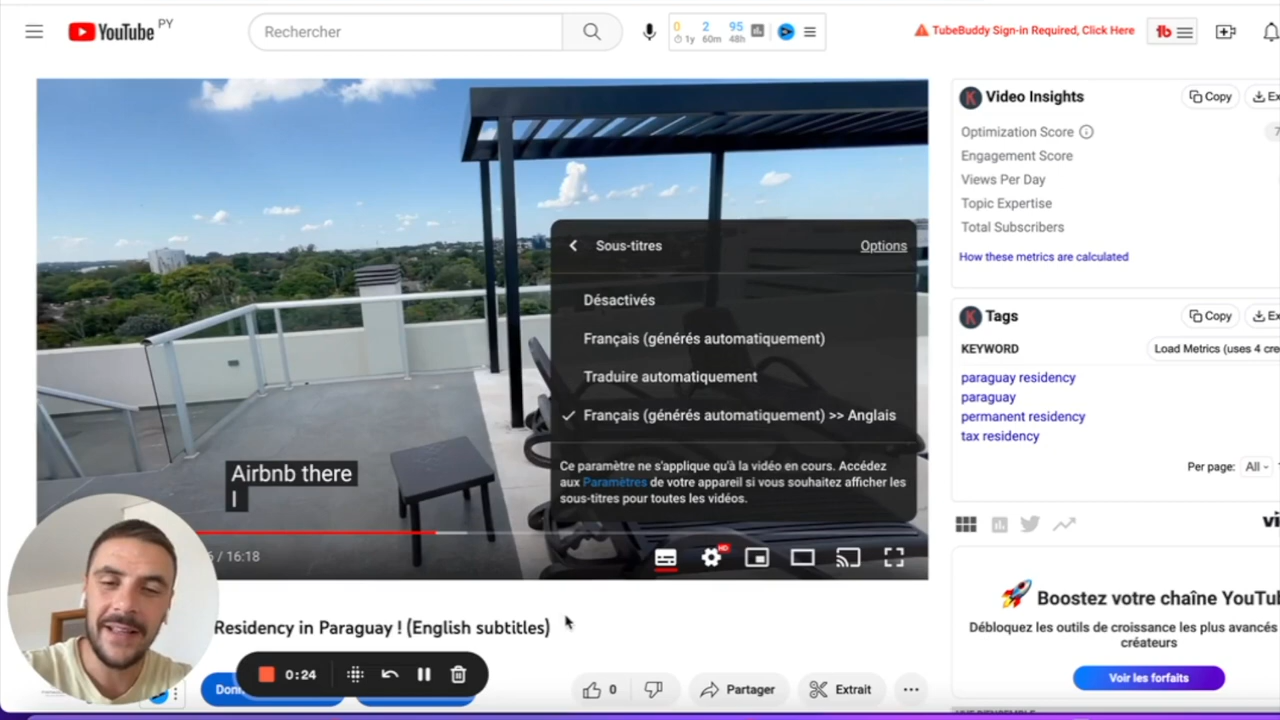 YouTube PY
Rechercher
0 2 95
1y 60m 48h
TubeBuddy Sign-in Required, Click Here
tb
K Video Insights
Copy
Optimization Score
Engagement Score
Views Per Day
Topic Expertise
Total Subscribers
How these metrics are calculated
K Tags
Copy
KEYWORD
Load Metrics (uses 4 cre
paraguay residency
paraguay
permanent residency
tax residency
Per page: All
Sous-titres
Options
Désactivés
Français (générés automatiquement)
Traduire automatiquement
Français (générés automatiquement) >> Anglais
Ce paramètre ne s'applique qu'à la vidéo en cours. Accédez
aux Paramètres de votre appareil si vous souhaitez afficher les
sous-titres pour toutes les vidéos.
Airbnb there
I
/ 16:18
HD
Residency in Paraguay ! (English subtitles)
0:24
0
Partager
Extrait
Boostez votre chaîne YouTu
Débloquez les outils de croissance les plus avancés
créateurs
Voir les forfaits